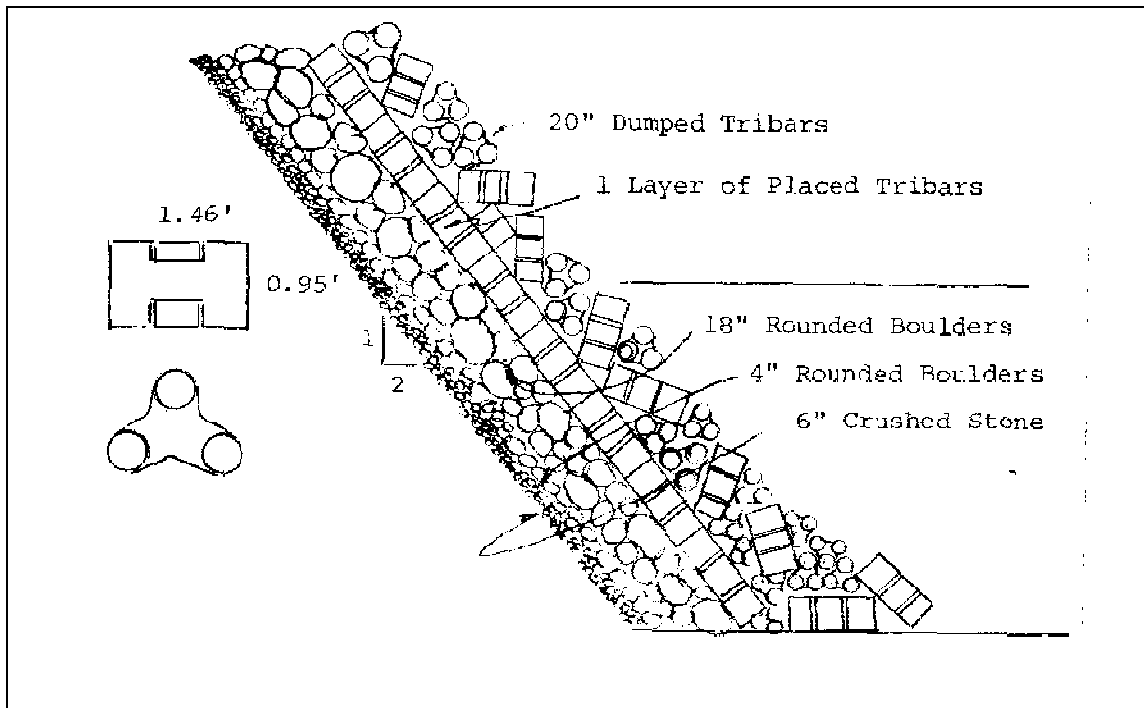 20" Dumped Tribars
1 Layer of Placed Tribars
1.46'
0.95'
18" Rounded Boulders
1
4" Rounded Boulders
2
6" Crushed Stone